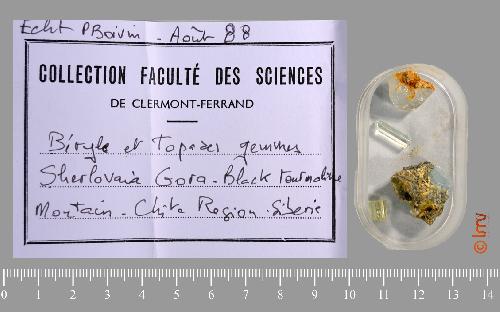 Echt P Boivin - Août 88
COLLECTION FACULTÉ DES SCIENCES
DE CLERMONT-FERRAND
Béryle et Topazes gemmes
Sherlovaia Gora - Black Tourmaline
Montain - Chita Region - Siberie
© lmv
0 1 2 3 4 5 6 7 8 9 10 11 12 13 14